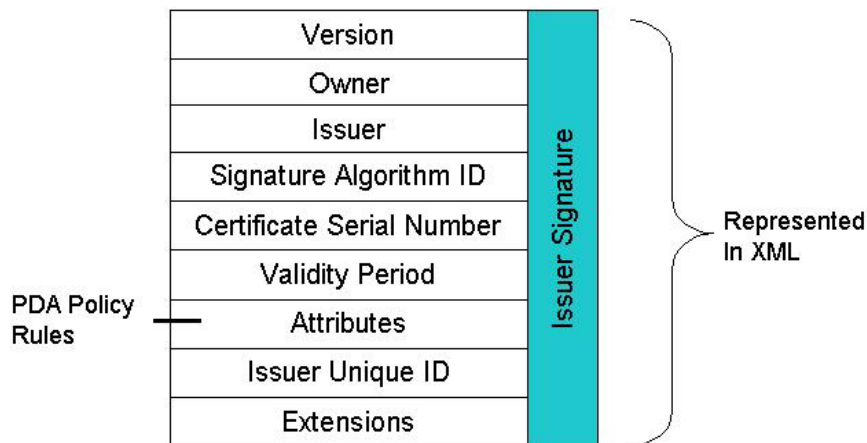 Version
Owner
Issuer
Signature Algorithm ID
Certificate Serial Number
Validity Period
Attributes
Issuer Unique ID
Extensions
Issuer Signature
PDA Policy
Rules
Represented
In XML